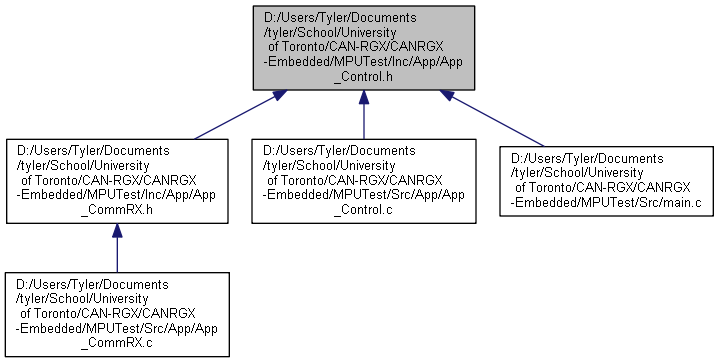 D:/Users/Tyler/Documents
/tyler/School/University
of Toronto/CAN-RGX/CANRGX
-Embedded/MPUTest/Inc/App/App
_Control.h
D:/Users/Tyler/Documents
/tyler/School/University
of Toronto/CAN-RGX/CANRGX
-Embedded/MPUTest/Inc/App/App
_CommRX.h
D:/Users/Tyler/Documents
/tyler/School/University
of Toronto/CAN-RGX/CANRGX
-Embedded/MPUTest/Src/App/App
_Control.c
D:/Users/Tyler/Documents
/tyler/School/University
of Toronto/CAN-RGX/CANRGX
-Embedded/MPUTest/Src/main.c
D:/Users/Tyler/Documents
/tyler/School/University
of Toronto/CAN-RGX/CANRGX
-Embedded/MPUTest/Src/App/App
_CommRX.c